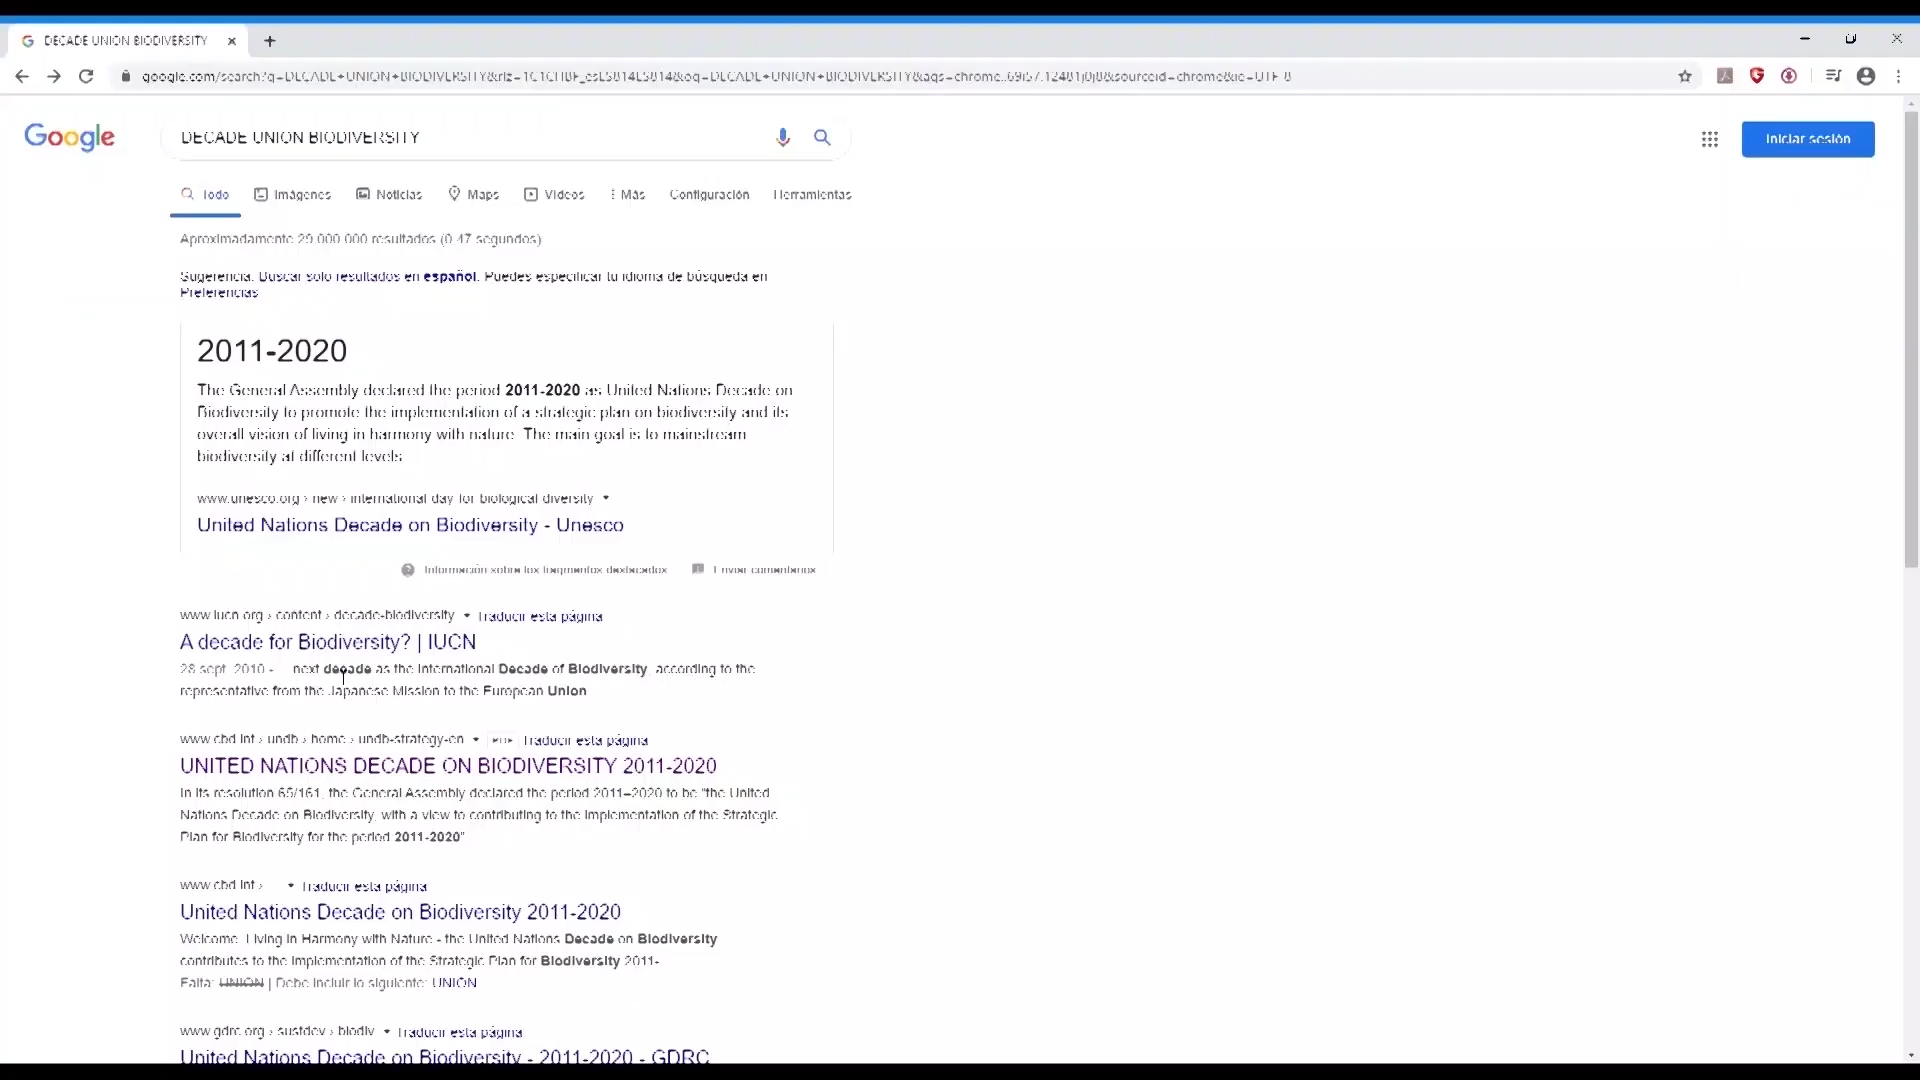 DECADE UNION BIODIVERSITY
google.com/search?q=DECADE+UNION+BIODIVERSITY&rlz=1C1CHBF_esES814ES814&oq=DECADE+UNION+BIODIVERSITY&aqs=chrome..69i57.12481j0j8&sourceid=chrome&ie=UTF-8
Google
DECADE UNION BIODIVERSITY
Iniciar sesión
Todo Imágenes Noticias Maps Vídeos Más Configuración Herramientas
Aproximadamente 29.000.000 resultados (0,47 segundos)
Sugerencia: Buscar solo resultados en español. Puedes especificar tu idioma de búsqueda en
Preferencias
2011-2020
The General Assembly declared the period 2011-2020 as United Nations Decade on
Biodiversity to promote the implementation of a strategic plan on biodiversity and its
overall vision of living in harmony with nature. The main goal is to mainstream
biodiversity at different levels.
www.unesco.org › new › international-day-for-biological-diversity
United Nations Decade on Biodiversity - Unesco
Información sobre los fragmentos destacados Enviar comentarios
www.iucn.org › content › decade-biodiversity Traducir esta página
A decade for Biodiversity? | IUCN
28 sept. 2010 - next decade as the International Decade of Biodiversity, according to the
representative from the Japanese Mission to the European Union
www.cbd.int › undb › home › undb-strategy-en PDF Traducir esta página
UNITED NATIONS DECADE ON BIODIVERSITY 2011-2020
In its resolution 65/161, the General Assembly declared the period 2011–2020 to be "the United
Nations Decade on Biodiversity, with a view to contributing to the implementation of the Strategic
Plan for Biodiversity for the period 2011-2020"
www.cbd.int › Traducir esta página
United Nations Decade on Biodiversity 2011-2020
Welcome. Living in Harmony with Nature - the United Nations Decade on Biodiversity
contributes to the implementation of the Strategic Plan for Biodiversity 2011-
Falta: UNION | Debe incluir lo siguiente: UNION
www.gdrc.org › sustdev › biodiv Traducir esta página
United Nations Decade on Biodiversity - 2011-2020 - GDRC